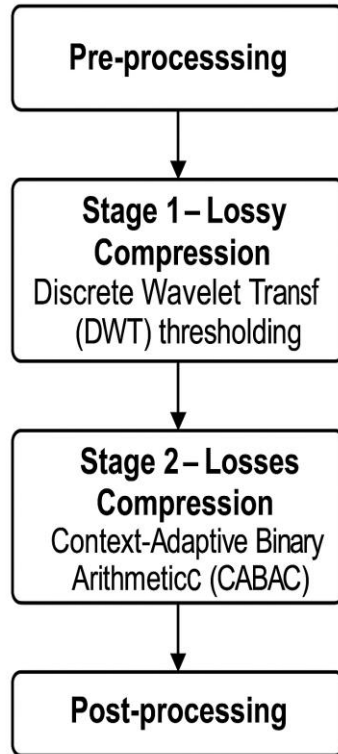 Pre-processsing
Stage 1 – Lossy
Compression
Discrete Wavelet Transf
(DWT) thresholding
Stage 2 – Losses
Compression
Context-Adaptive Binary
Arithmeticc (CABAC)
Post-processing